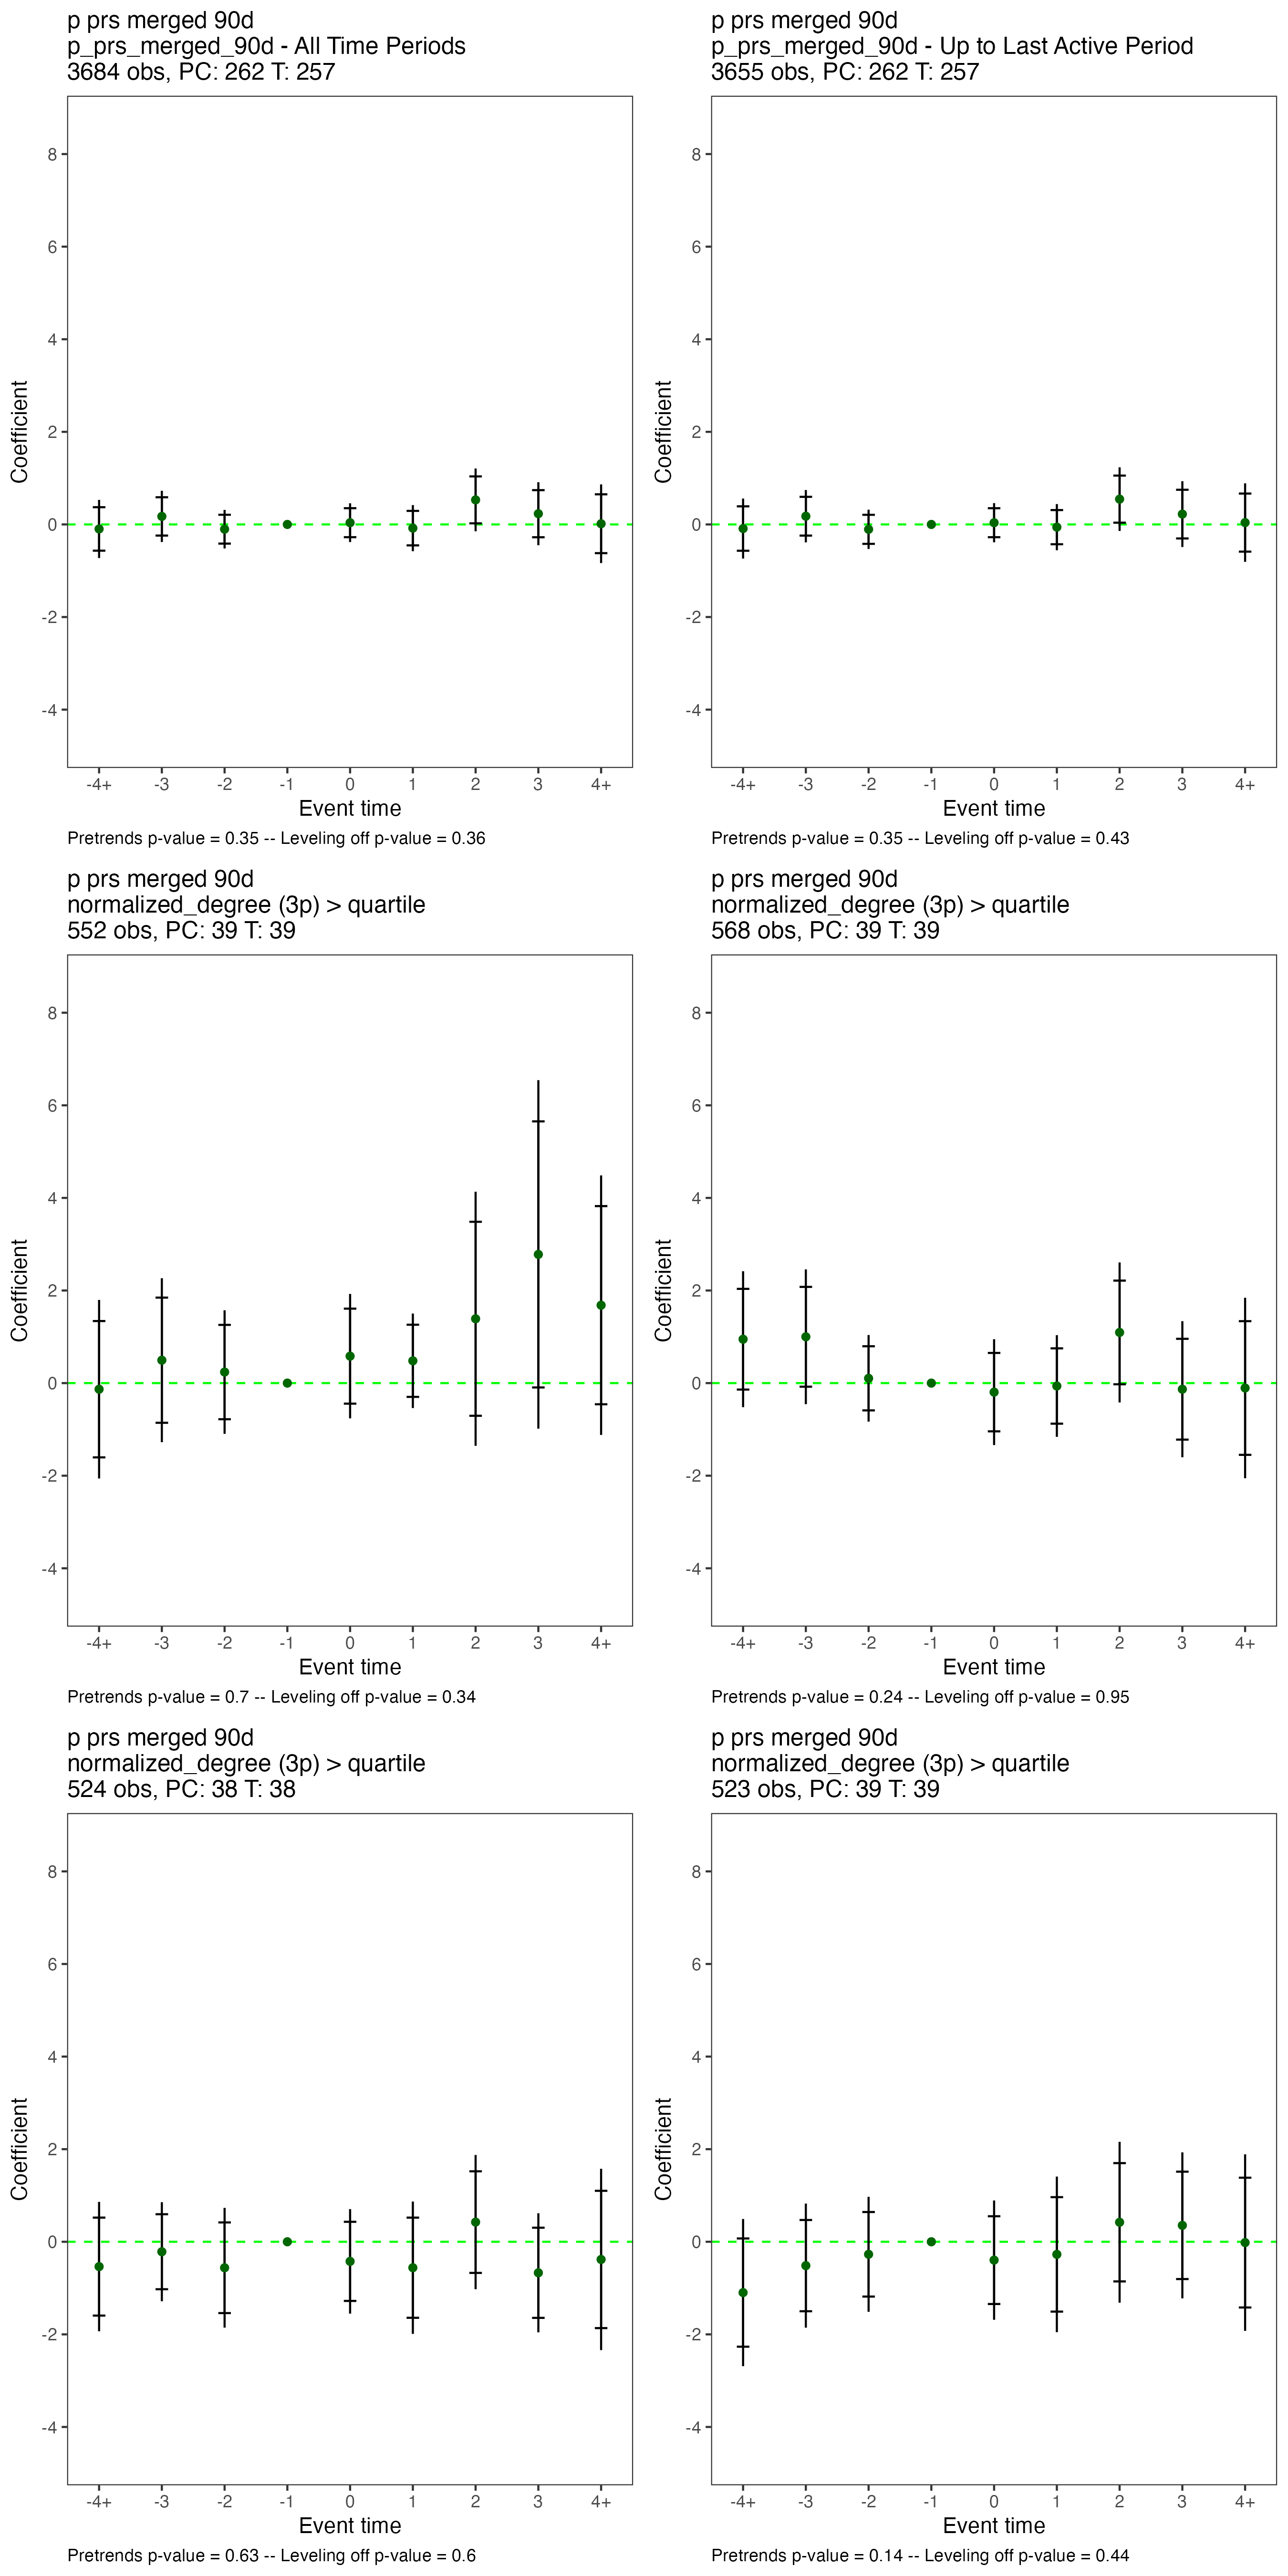 p prs merged 90d
p_prs_merged_90d - All Time Periods
3684 obs, PC: 262 T: 257
8
6
4
2
0
-2
-4
Coefficient
-4+ -3 -2 -1 0 1 2 3 4+
Event time
Pretrends p-value = 0.35 -- Leveling off p-value = 0.36
p prs merged 90d
p_prs_merged_90d - Up to Last Active Period
3655 obs, PC: 262 T: 257
8
6
4
2
0
-2
-4
Coefficient
-4+ -3 -2 -1 0 1 2 3 4+
Event time
Pretrends p-value = 0.35 -- Leveling off p-value = 0.43
p prs merged 90d
normalized_degree (3p) > quartile
552 obs, PC: 39 T: 39
8
6
4
2
0
-2
-4
Coefficient
-4+ -3 -2 -1 0 1 2 3 4+
Event time
Pretrends p-value = 0.7 -- Leveling off p-value = 0.34
p prs merged 90d
normalized_degree (3p) > quartile
568 obs, PC: 39 T: 39
8
6
4
2
0
-2
-4
Coefficient
-4+ -3 -2 -1 0 1 2 3 4+
Event time
Pretrends p-value = 0.24 -- Leveling off p-value = 0.95
p prs merged 90d
normalized_degree (3p) > quartile
524 obs, PC: 38 T: 38
8
6
4
2
0
-2
-4
Coefficient
-4+ -3 -2 -1 0 1 2 3 4+
Event time
Pretrends p-value = 0.63 -- Leveling off p-value = 0.6
p prs merged 90d
normalized_degree (3p) > quartile
523 obs, PC: 39 T: 39
8
6
4
2
0
-2
-4
Coefficient
-4+ -3 -2 -1 0 1 2 3 4+
Event time
Pretrends p-value = 0.14 -- Leveling off p-value = 0.44